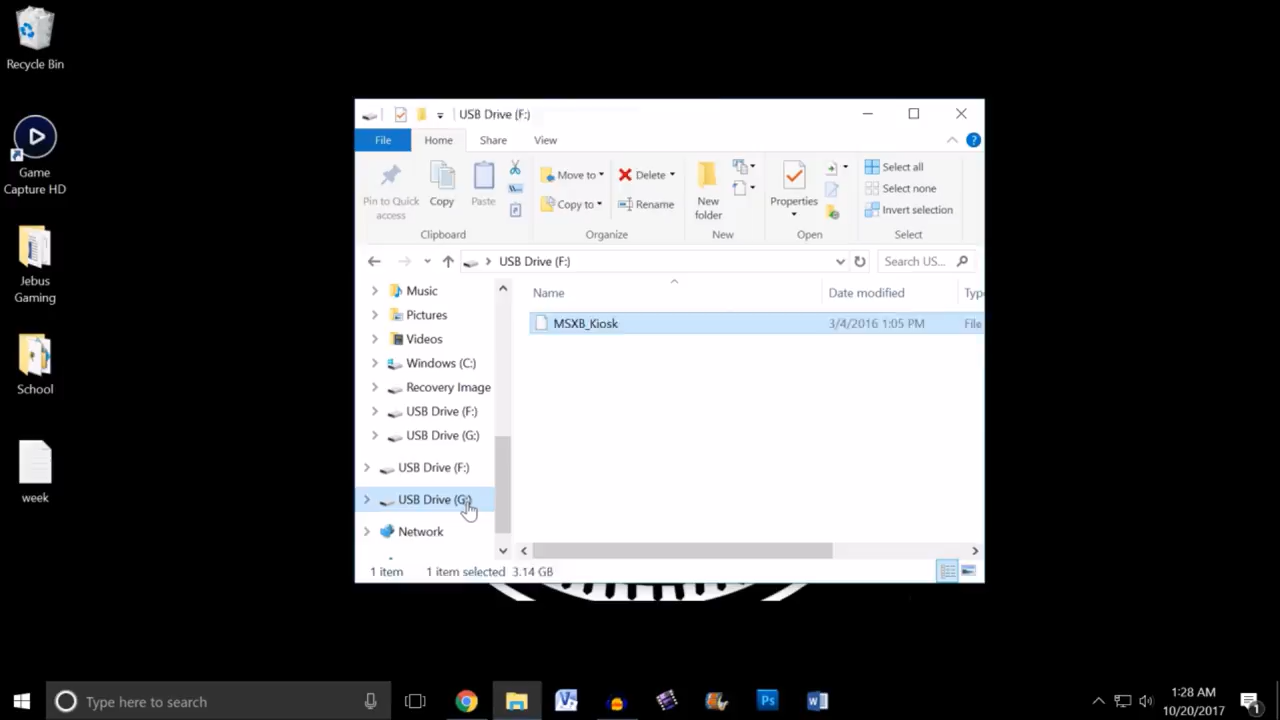 Recycle Bin
Game
Capture HD
Jebus
Gaming
School
week
USB Drive (F:)
File
Home
Share
View
Pin to Quick
access
Copy
Paste
Clipboard
Move to
Copy to
Delete
Rename
Organize
New
folder
New
Properties
Open
Select all
Select none
Invert selection
Select
USB Drive (F:)
Search US...
Music
Pictures
Videos
Windows (C:)
Recovery Image
USB Drive (F:)
USB Drive (G:)
USB Drive (F:)
USB Drive (G:)
Network
Name
Date modified
Typ
MSXB_Kiosk
3/4/2016 1:05 PM
File
1 item
1 item selected 3.14 GB
Type here to search
Ps
1:28 AM
10/20/2017
1